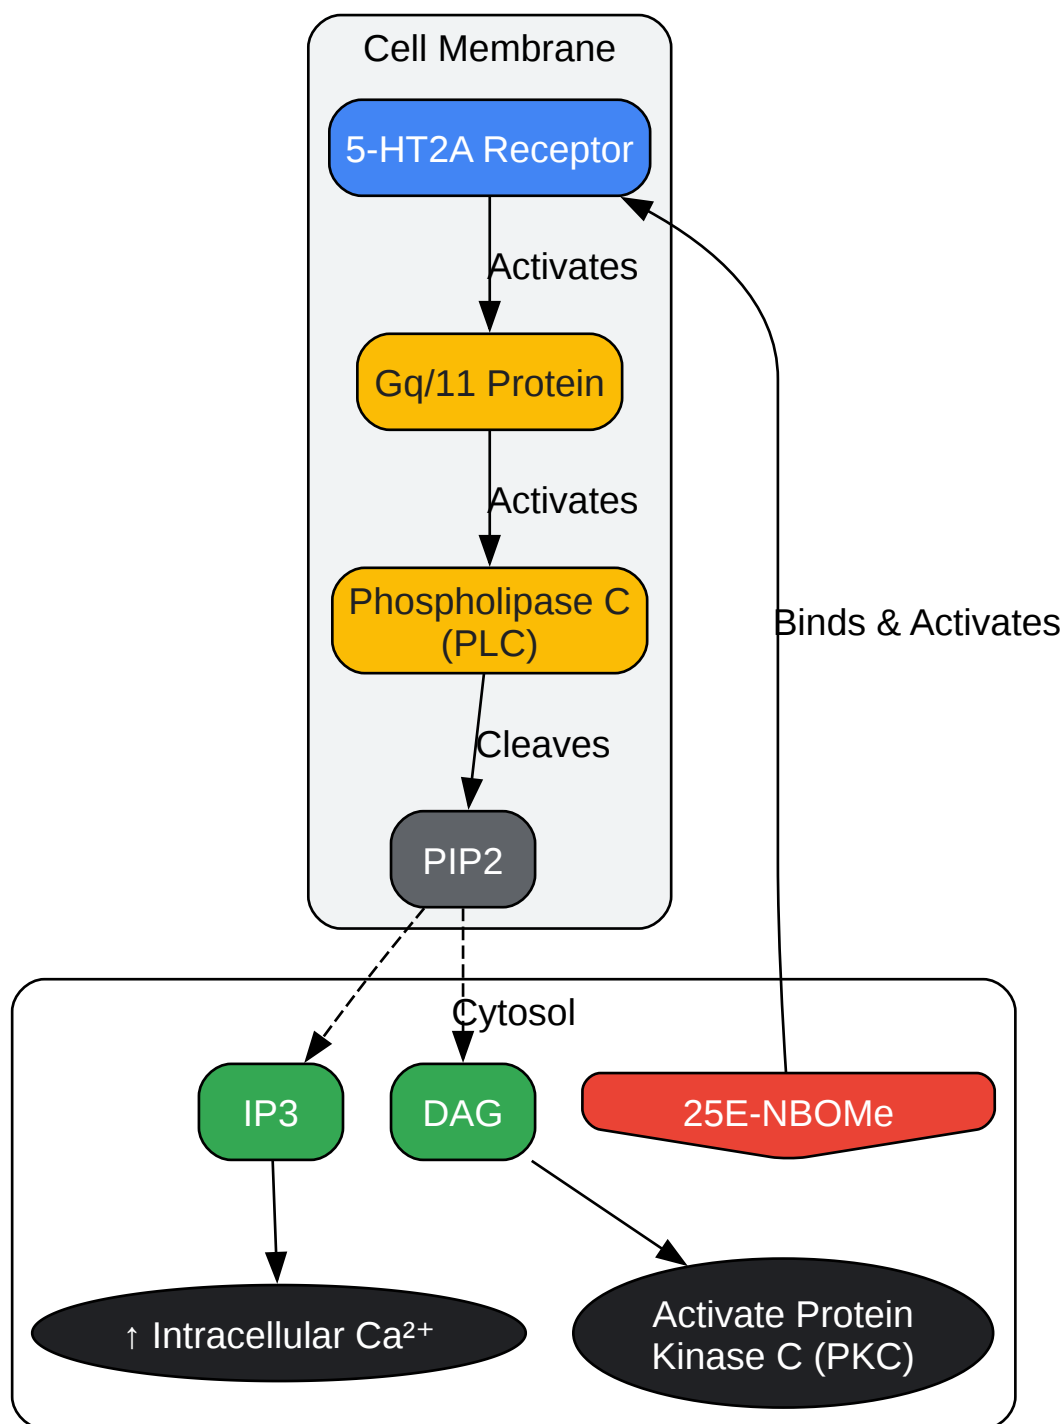 Cell Membrane
5-HT2A Receptor
Activates
Gq/11 Protein
Activates
Phospholipase C
(PLC)
Binds & Activates
Cleaves
PIP2
Cytosol
IP3
DAG
25E-NBOMe
↑ Intracellular Ca²⁺
Activate Protein
Kinase C (PKC)